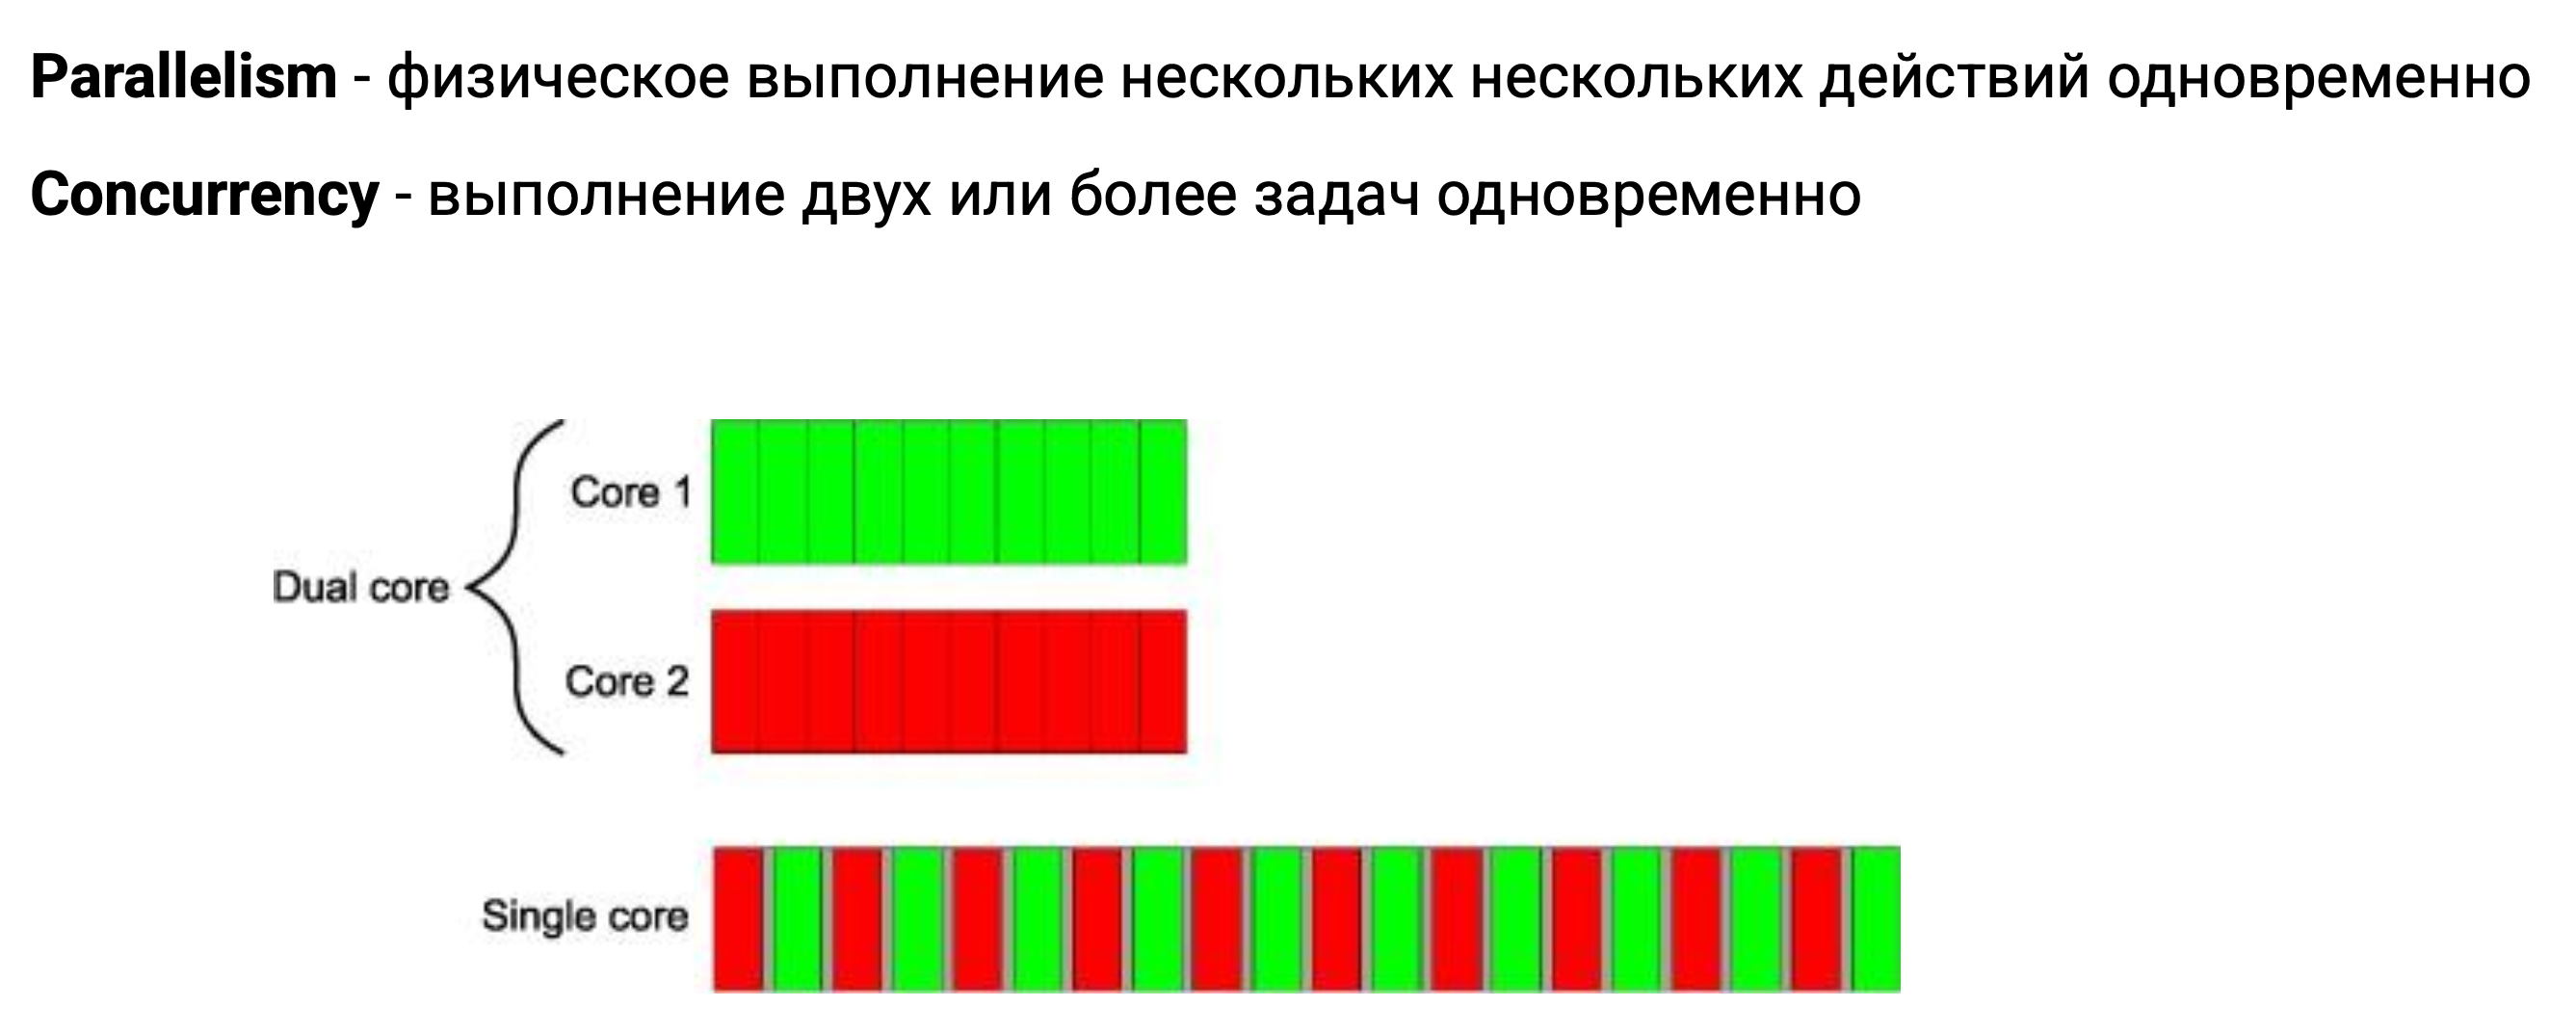 Parallelism - физическое выполнение нескольких нескольких действий одновременно
Concurrency - выполнение двух или более задач одновременно
Core 1
Dual core
Core 2
Single core